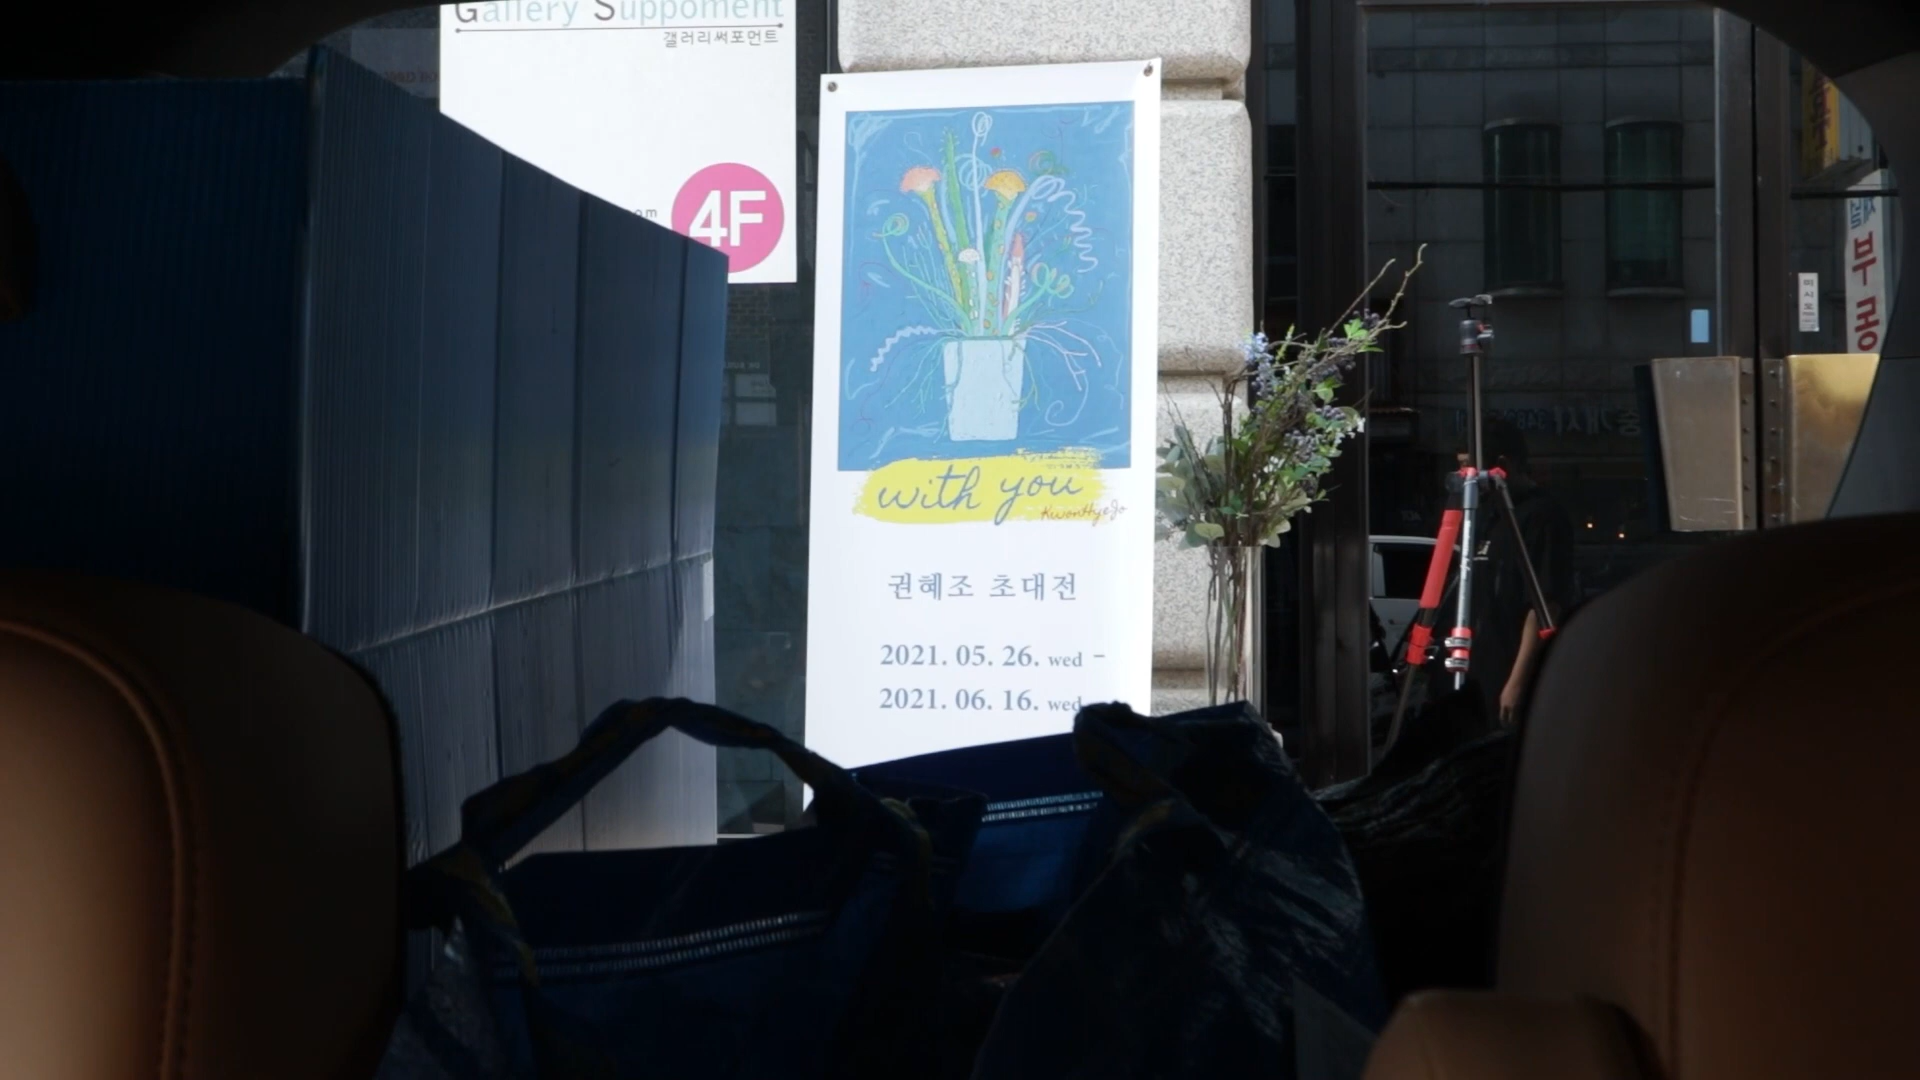 Gallery Suppoment
갤러리써포먼트
4F
with you
KwonHyeJo
권혜조 초대전
2021. 05. 26. wed -
2021. 06. 16. wed
부 동